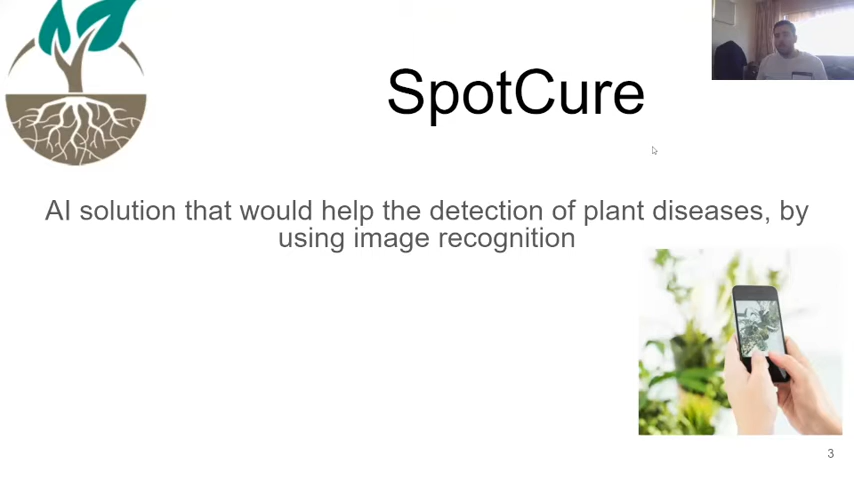 SpotCure
AI solution that would help the detection of plant diseases, by
using image recognition
3